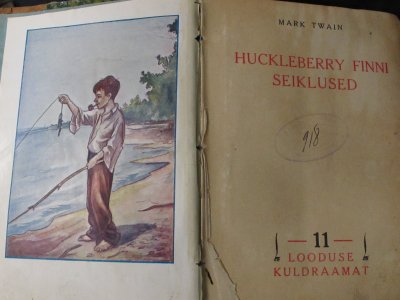 MARK TWAIN
HUCKLEBERRY FINNI
SEIKLUSED
918
— 11 —
LOODUSE
KULDRAAMAT